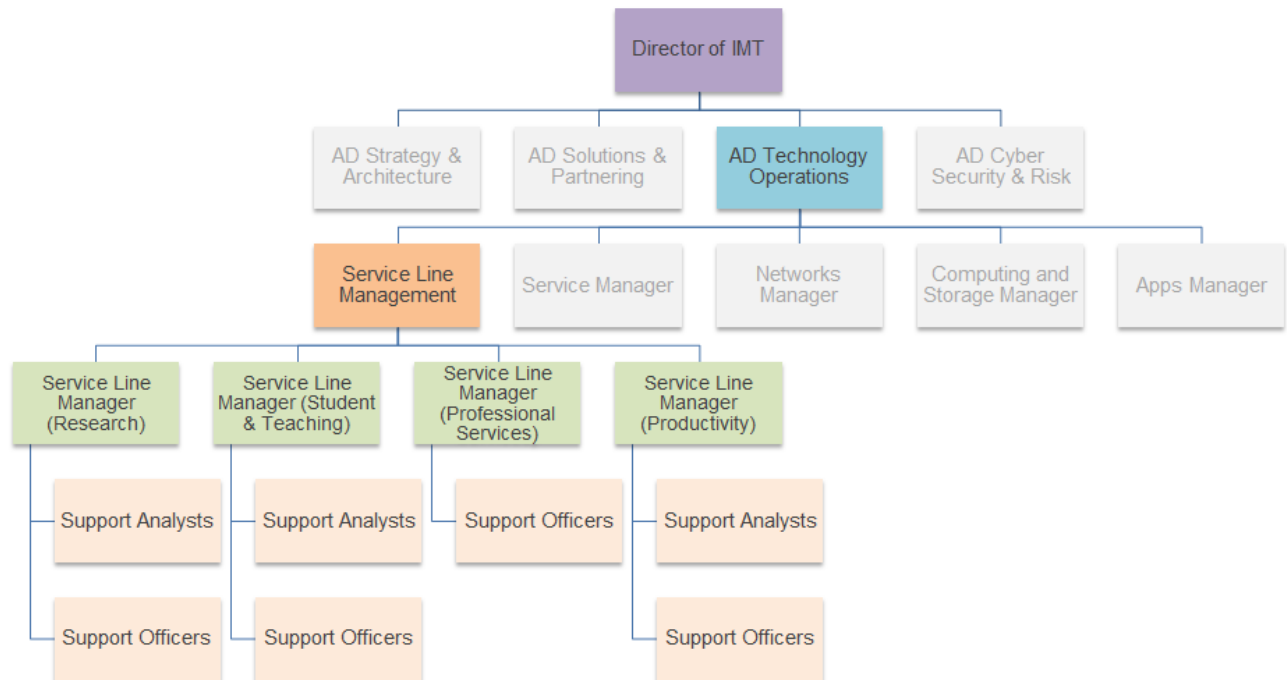 Director of IMT
AD Strategy &
Architecture
AD Solutions &
Partnering
AD Technology
Operations
AD Cyber
Security & Risk
Service Line
Management
Service Manager
Networks
Manager
Computing and
Storage Manager
Apps Manager
Service Line
Manager
(Research)
Service Line
Manager (Student
& Teaching)
Service Line
Manager
(Professional
Services)
Service Line
Manager
(Productivity)
Support Analysts
Support Analysts
Support Officers
Support Analysts
Support Officers
Support Officers
Support Officers